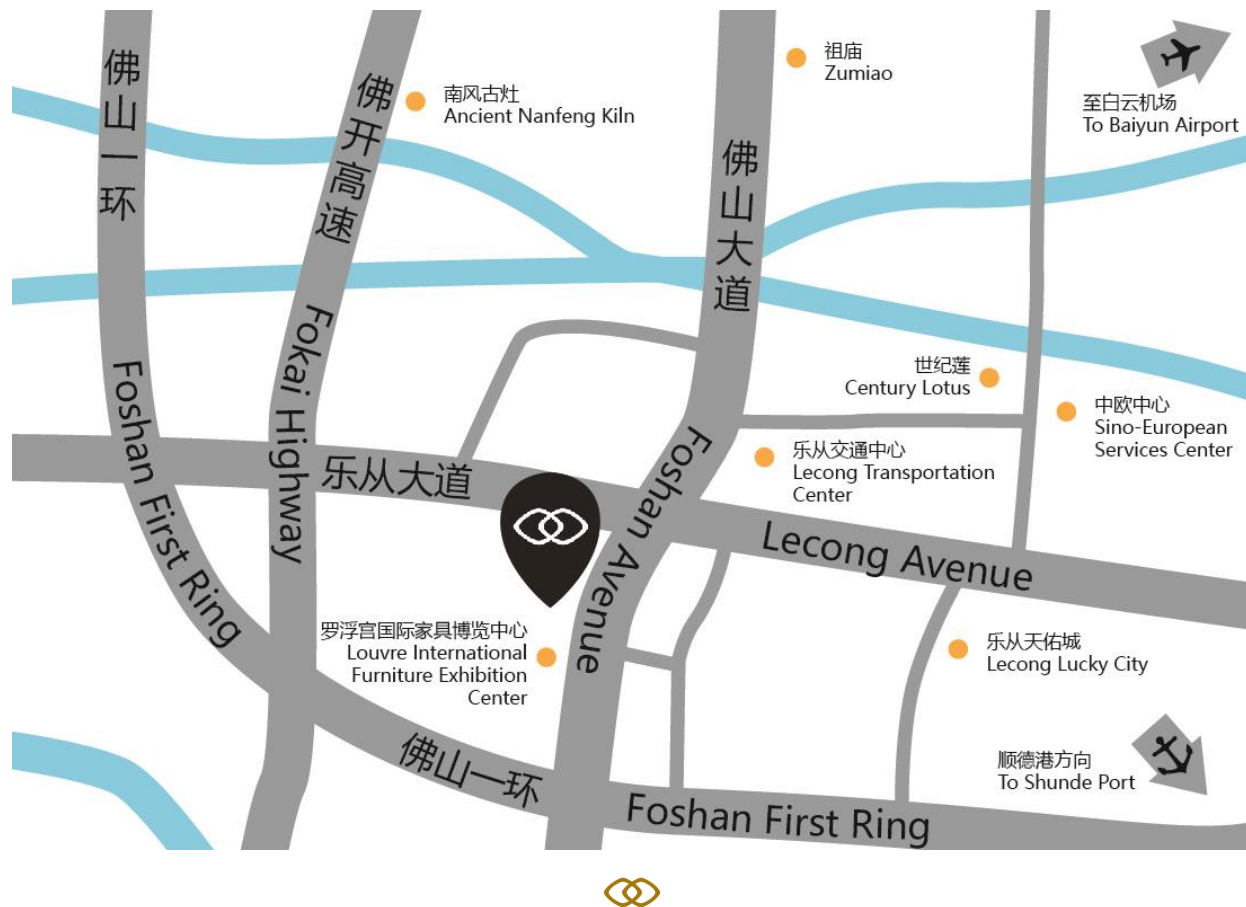 佛山一环
佛开高速
南风古灶
Ancient Nanfeng Kiln
佛山大道
祖庙
Zumiao
至白云机场
To Baiyun Airport
Foshan First Ring
Fokai Highway
世纪莲
Century Lotus
中欧中心
Sino-European
Services Center
乐从交通中心
Lecong Transportation
Center
乐从大道
Foshan Avenue
Lecong Avenue
罗浮宫国际家具博览中心
Louvre International
Furniture Exhibition
Center
乐从天佑城
Lecong Lucky City
顺德港方向
To Shunde Port
佛山一环
Foshan First Ring